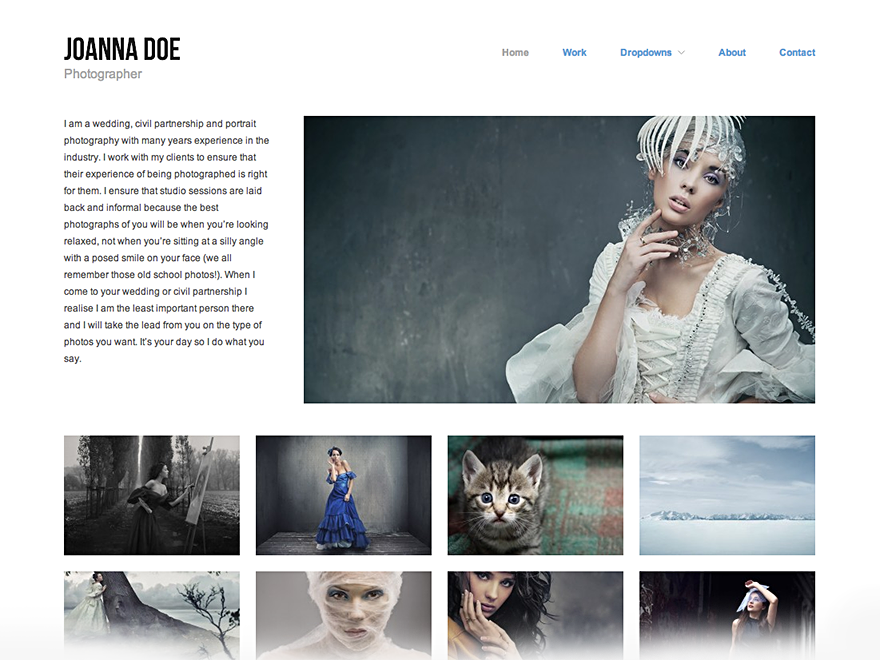 JOANNA DOE
Photographer
Home Work Dropdowns About Contact
I am a wedding, civil partnership and portrait
photography with many years experience in the
industry. I work with my clients to ensure that
their experience of being photographed is right
for them. I ensure that studio sessions are laid
back and informal because the best
photographs of you will be when you're looking
relaxed, not when you're sitting at a silly angle
with a posed smile on your face (we all
remember those old school photos!). When I
come to your wedding or civil partnership I
realise I am the least important person there
and I will take the lead from you on the type of
photos you want. It's your day so I do what you
say.